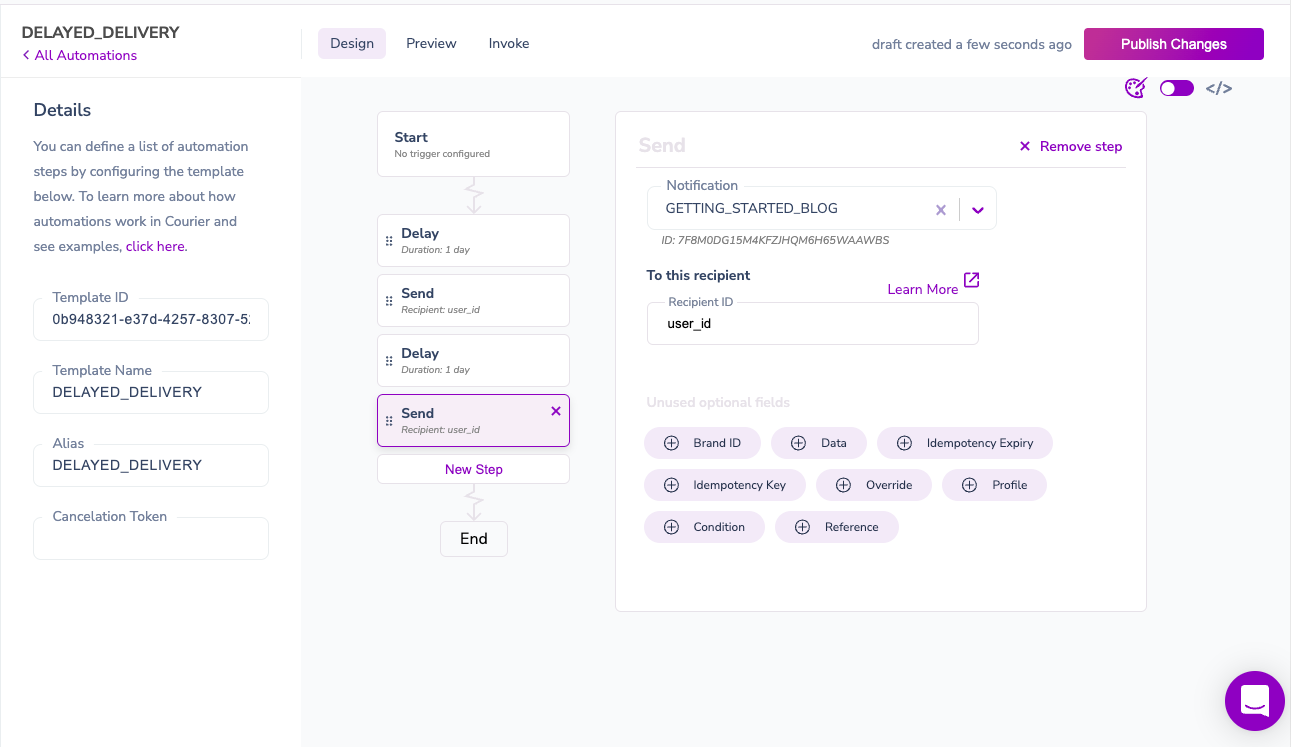 DELAYED_DELIVERY
All Automations
Design
Preview
Invoke
draft created a few seconds ago
Publish Changes
</>
Details
You can define a list of automation
steps by configuring the template
below. To learn more about how
automations work in Courier and
see examples, click here.
Template ID
0b948321-e37d-4257-8307-52
Template Name
DELAYED_DELIVERY
Alias
DELAYED_DELIVERY
Cancelation Token
Start
No trigger configured
Delay
Duration: 1 day
Send
Recipient: user_id
Delay
Duration: 1 day
Send
Recipient: user_id
New Step
End
Send
Remove step
Notification
GETTING_STARTED_BLOG
ID: 7F8M0DG15M4KFZJHQM6H65WAAWBS
To this recipient
Learn More
Recipient ID
user_id
Unused optional fields
Brand ID
Data
Idempotency Expiry
Idempotency Key
Override
Profile
Condition
Reference